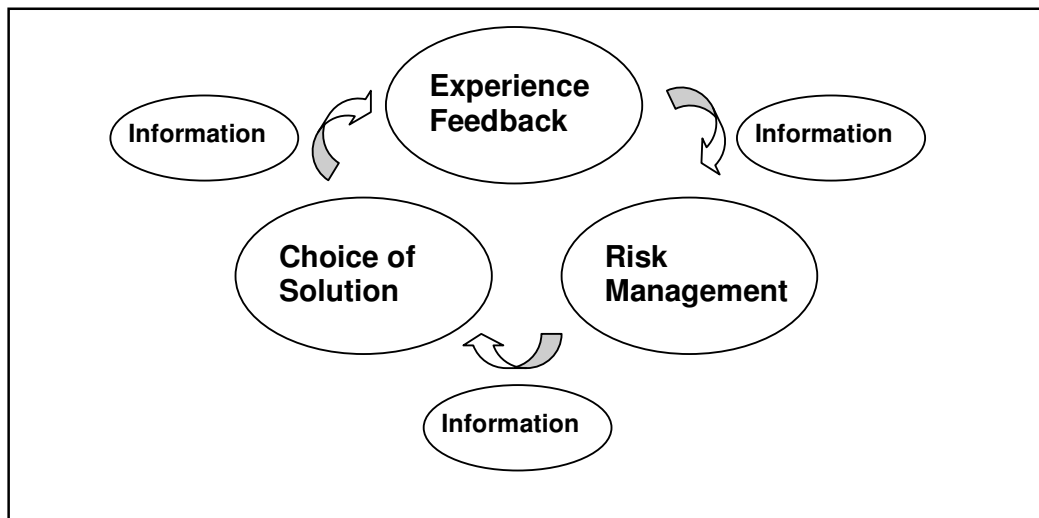 Experience
Feedback
Information
Information
Choice of
Solution
Risk
Management
Information